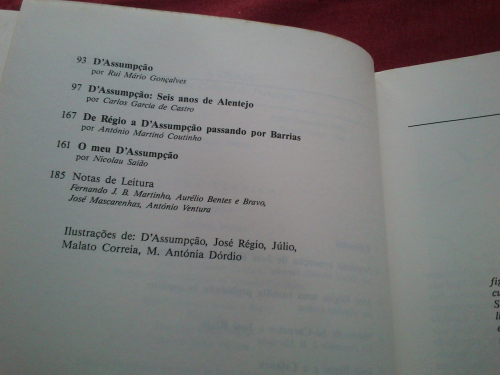 93 D'Assumpção
por Rui Mário Gonçalves
97 D'Assumpção: Seis anos de Alentejo
por Carlos Garcia de Castro
167 De Régio a D'Assumpção passando por Barrias
por António Martinó Coutinho
161 O meu D'Assumpção
por Nicolau Saião
185 Notas de Leitura
Fernando J. B. Martinho, Aurélio Bentes e Bravo,
José Mascarenhas, António Ventura
Ilustrações de: D'Assumpção, José Régio, Júlio,
Malato Correia, M. Antónia Dórdio